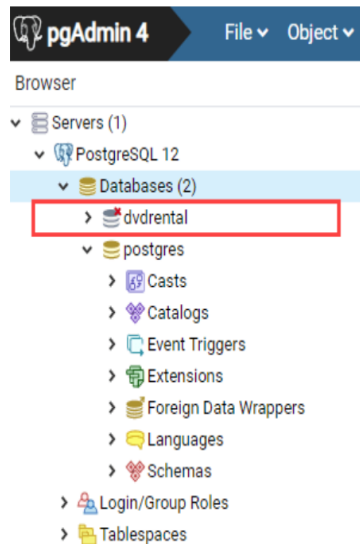 pgAdmin 4 File Object
Browser
Servers (1)
PostgreSQL 12
Databases (2)
dvdrental
postgres
Casts
Catalogs
Event Triggers
Extensions
Foreign Data Wrappers
Languages
Schemas
Login/Group Roles
Tablespaces